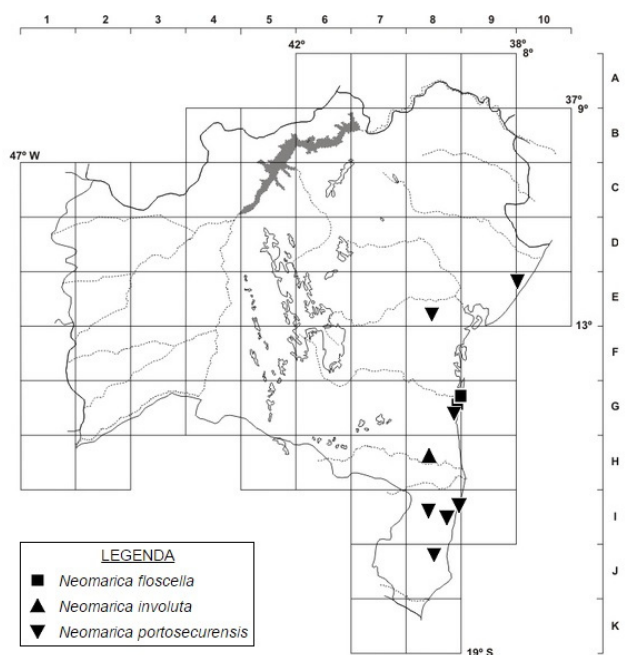 1 2 3 4 5 6 7 8 9 10
42° 38°
8°
A
37°
9°
B
47° W
C
D
E
13°
F
G
H
I
LEGENDA
Neomarica floscella
J
Neomarica involuta
Neomarica portosecurensis
K
19° S